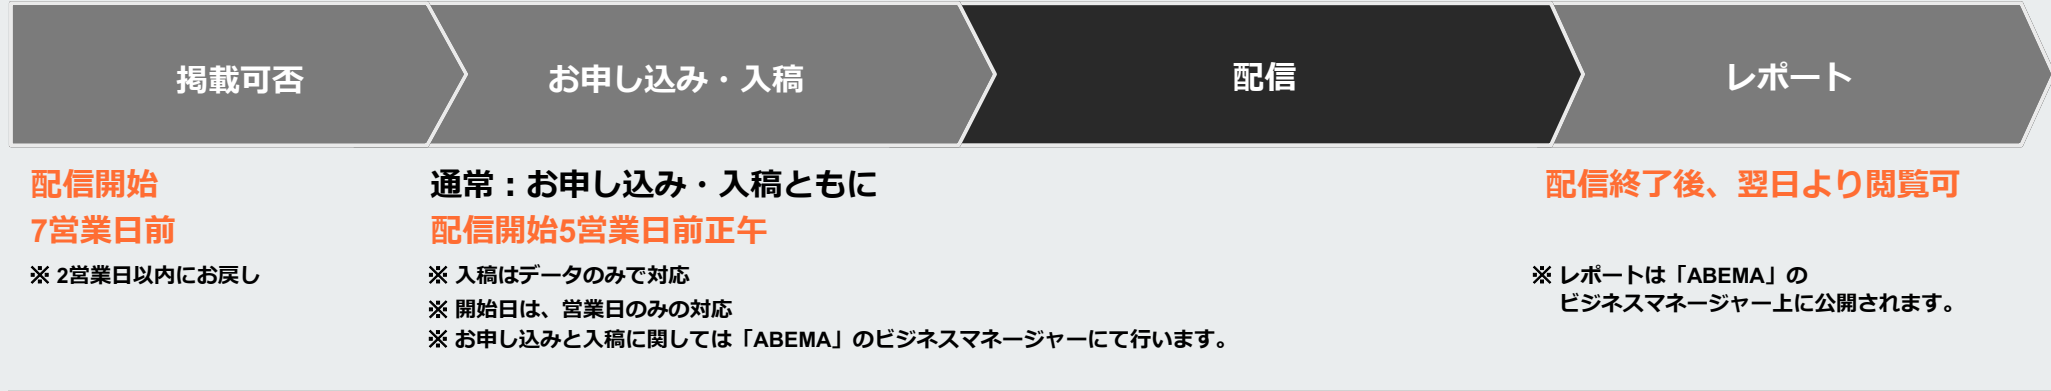 掲載可否
お申し込み・入稿
配信
レポート
配信開始
7営業日前
※ 2営業日以内にお戻し
通常：お申し込み・入稿ともに
配信開始5営業日前正午
※ 入稿はデータのみで対応
※ 開始日は、営業日のみの対応
※ お申し込みと入稿に関しては「ABEMA」のビジネスマネージャーにて行います。
配信終了後、翌日より閲覧可
※ レポートは「ABEMA」の
ビジネスマネージャー上に公開されます。